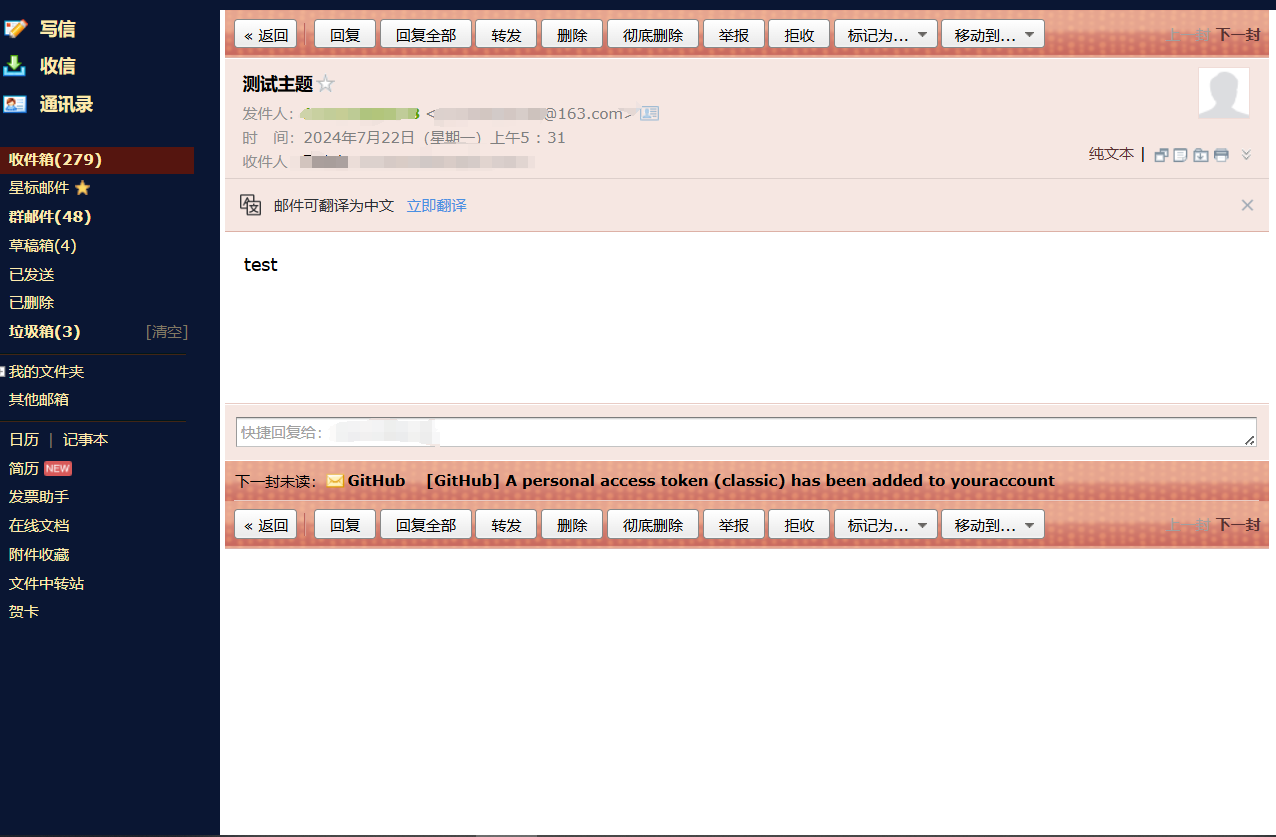 写信
收信
通讯录
收件箱(279)
星标邮件
群邮件(48)
草稿箱(4)
已发送
已删除
垃圾箱(3) [清空]
我的文件夹
其他邮箱
日历 | 记事本
简历 NEW
发票助手
在线文档
附件收藏
文件中转站
贺卡
« 返回 回复 回复全部 转发 删除 彻底删除 举报 拒收 标记为... 移动到... 上一封 下一封
测试主题
发件人: < @163.com>
时 间: 2024年7月22日 (星期一) 上午5:31
收件人
纯文本 |
邮件可翻译为中文 立即翻译
test
快捷回复给:
下一封未读: GitHub [GitHub] A personal access token (classic) has been added to youraccount
« 返回 回复 回复全部 转发 删除 彻底删除 举报 拒收 标记为... 移动到... 上一封 下一封